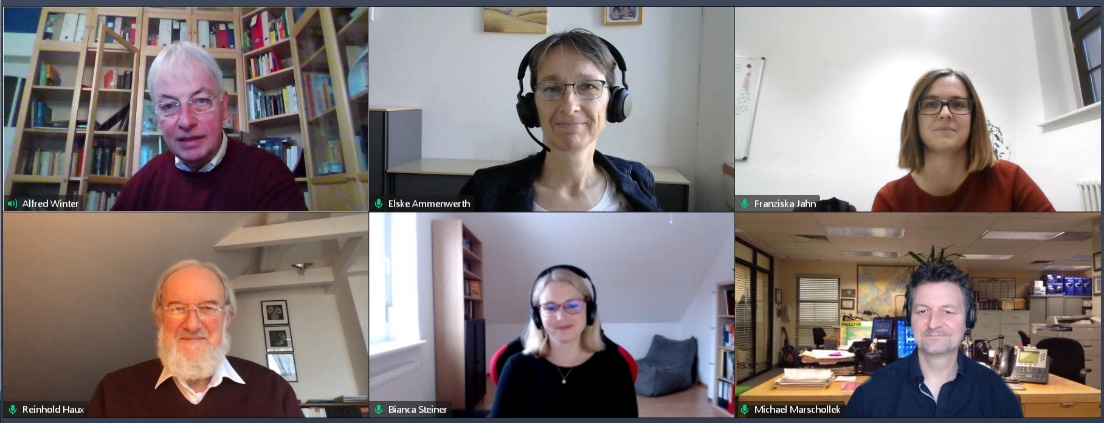 Alfred Winter
Elske Ammenwerth
Franziska Jahn
Reinhold Haux
Bianca Steiner
Michael Marschollek